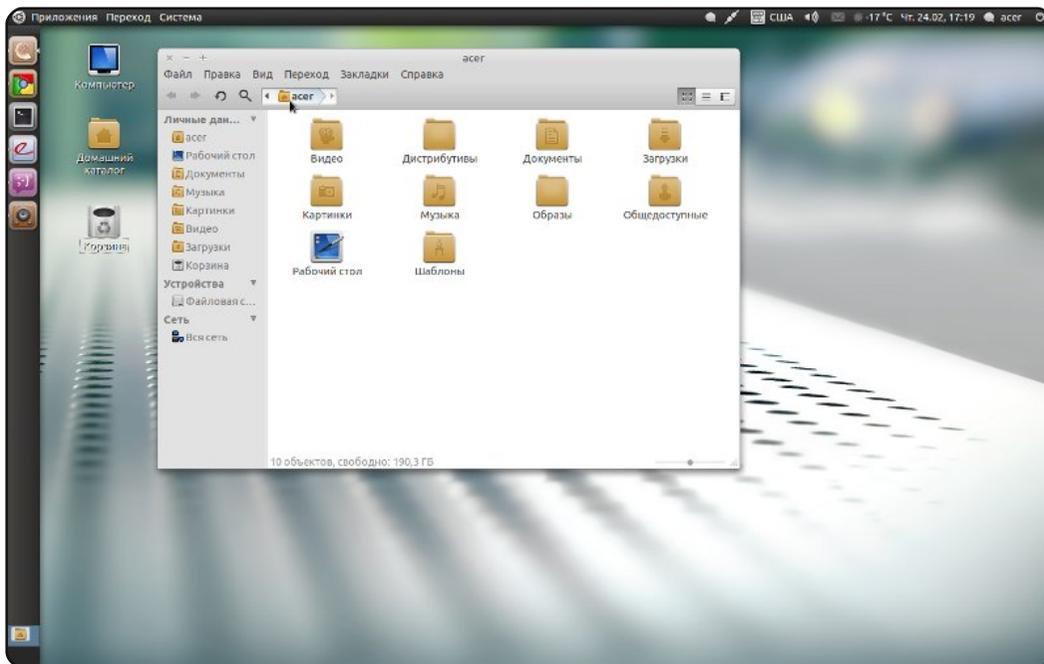 Приложения Переход Система
США -17 °C Чт, 24.02, 17:19 acer
Компьютер
Домашний
каталог
Корзина
acer
Файл Правка Вид Переход Закладки Справка
acer
Личные дан...
acer
Рабочий стол
Документы
Музыка
Картинки
Видео
Загрузки
Корзина
Устройства
Файловая с...
Сеть
Вся сеть
Видео Дистрибутивы Документы Загрузки
Картинки Музыка Образы Общедоступные
Рабочий стол Шаблоны
10 объектов, свободно: 190,3 ГБ